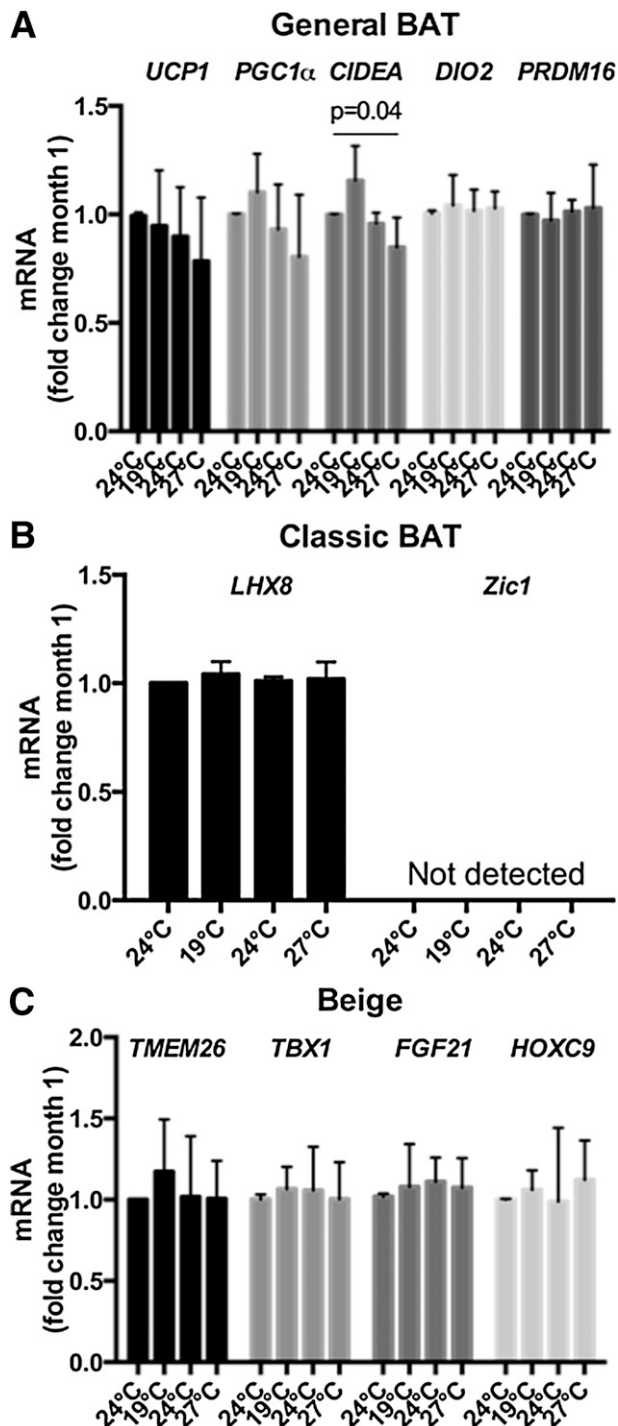 A
General BAT
UCP1 PGC1α CIDEA DIO2 PRDM16
p=0.04
mRNA
(fold change month 1)
1.5
1.0
0.5
0.0
24°C 19°C 24°C 27°C 24°C 19°C 24°C 27°C 24°C 19°C 24°C 27°C 24°C 19°C 24°C 27°C 24°C 19°C 24°C 27°C
B
Classic BAT
LHX8 Zic1
mRNA
(fold change month 1)
1.5
1.0
0.5
0.0
Not detected
24°C 19°C 24°C 27°C 24°C 19°C 24°C 27°C
C
Beige
TMEM26 TBX1 FGF21 HOXC9
mRNA
(fold change month 1)
2.0
1.5
1.0
0.5
0.0
24°C 19°C 24°C 27°C 24°C 19°C 24°C 27°C 24°C 19°C 24°C 27°C 24°C 19°C 24°C 27°C